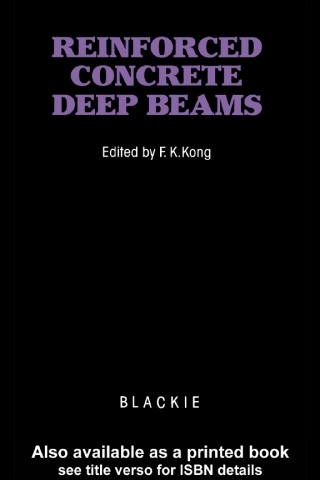 REINFORCED
CONCRETE
DEEP BEAMS
Edited by F. K. Kong
BLACKIE
Also available as a printed book
see title verso for ISBN details